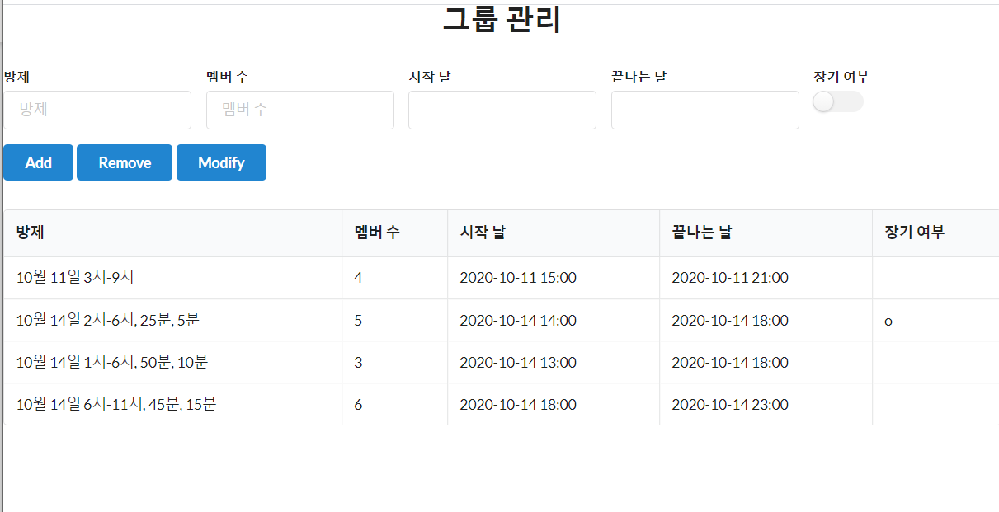 그룹 관리
방제 멤버 수 시작 날 끝나는 날 장기 여부
방제 멤버 수
Add Remove Modify
방제 멤버 수 시작 날 끝나는 날 장기 여부
10월 11일 3시-9시 4 2020-10-11 15:00 2020-10-11 21:00
10월 14일 2시-6시, 25분, 5분 5 2020-10-14 14:00 2020-10-14 18:00 o
10월 14일 1시-6시, 50분, 10분 3 2020-10-14 13:00 2020-10-14 18:00
10월 14일 6시-11시, 45분, 15분 6 2020-10-14 18:00 2020-10-14 23:00